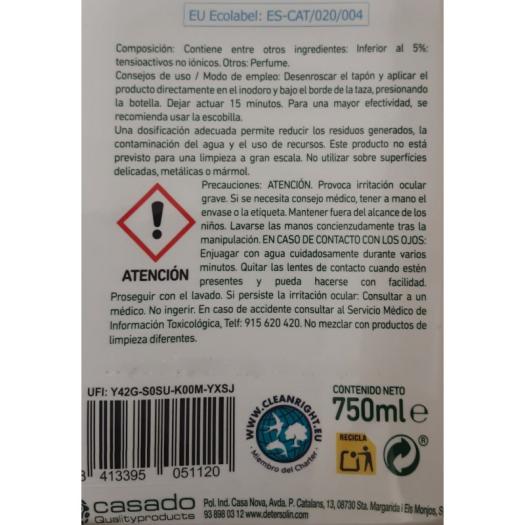 EU Ecolabel: ES-CAT/020/004
Composición: Contiene entre otros ingredientes: Inferior al 5%:
tensioactivos no iónicos. Otros: Perfume.
Consejos de uso / Modo de empleo: Desenroscar el tapón y aplicar el
producto directamente en el inodoro y bajo el borde de la taza, presionando
la botella. Dejar actuar 15 minutos. Para una mayor efectividad, se
recomienda usar la escobilla.
Una dosificación adecuada permite reducir los residuos generados, la
contaminación del agua y el uso de recursos. Este producto no está
previsto para una limpieza a gran escala. No utilizar sobre superficies
delicadas, metálicas o mármol.
Precauciones: ATENCIÓN. Provoca irritación ocular
grave. Si se necesita consejo médico, tener a mano el
envase o la etiqueta. Mantener fuera del alcance de los
niños. Lavarse las manos concienzudamente tras la
manipulación. EN CASO DE CONTACTO CON LOS OJOS:
Enjuagar con agua cuidadosamente durante varios
minutos. Quitar las lentes de contacto cuando estén
presentes y pueda hacerse con facilidad.
ATENCIÓN
Proseguir con el lavado. Si persiste la irritación ocular: Consultar a un
médico. No ingerir. En caso de accidente consultar al Servicio Médico de
Información Toxicológica, Telf: 915 620 420. No mezclar con productos de
limpieza diferentes.
UFI: Y42G-S0SU-K00M-YXSJ
8 413395 051120
WWW.CLEANRIGHT.EU
Miembro del Charter
CONTENIDO NETO
750ml e
RECICLA
casado
Qualityproducts
Pol. Ind. Casa Nova, Avda. P. Catalans, 13, 08730 Sta. Margarida i Els Monjos, S
93 898 03 12 www.detersolin.com